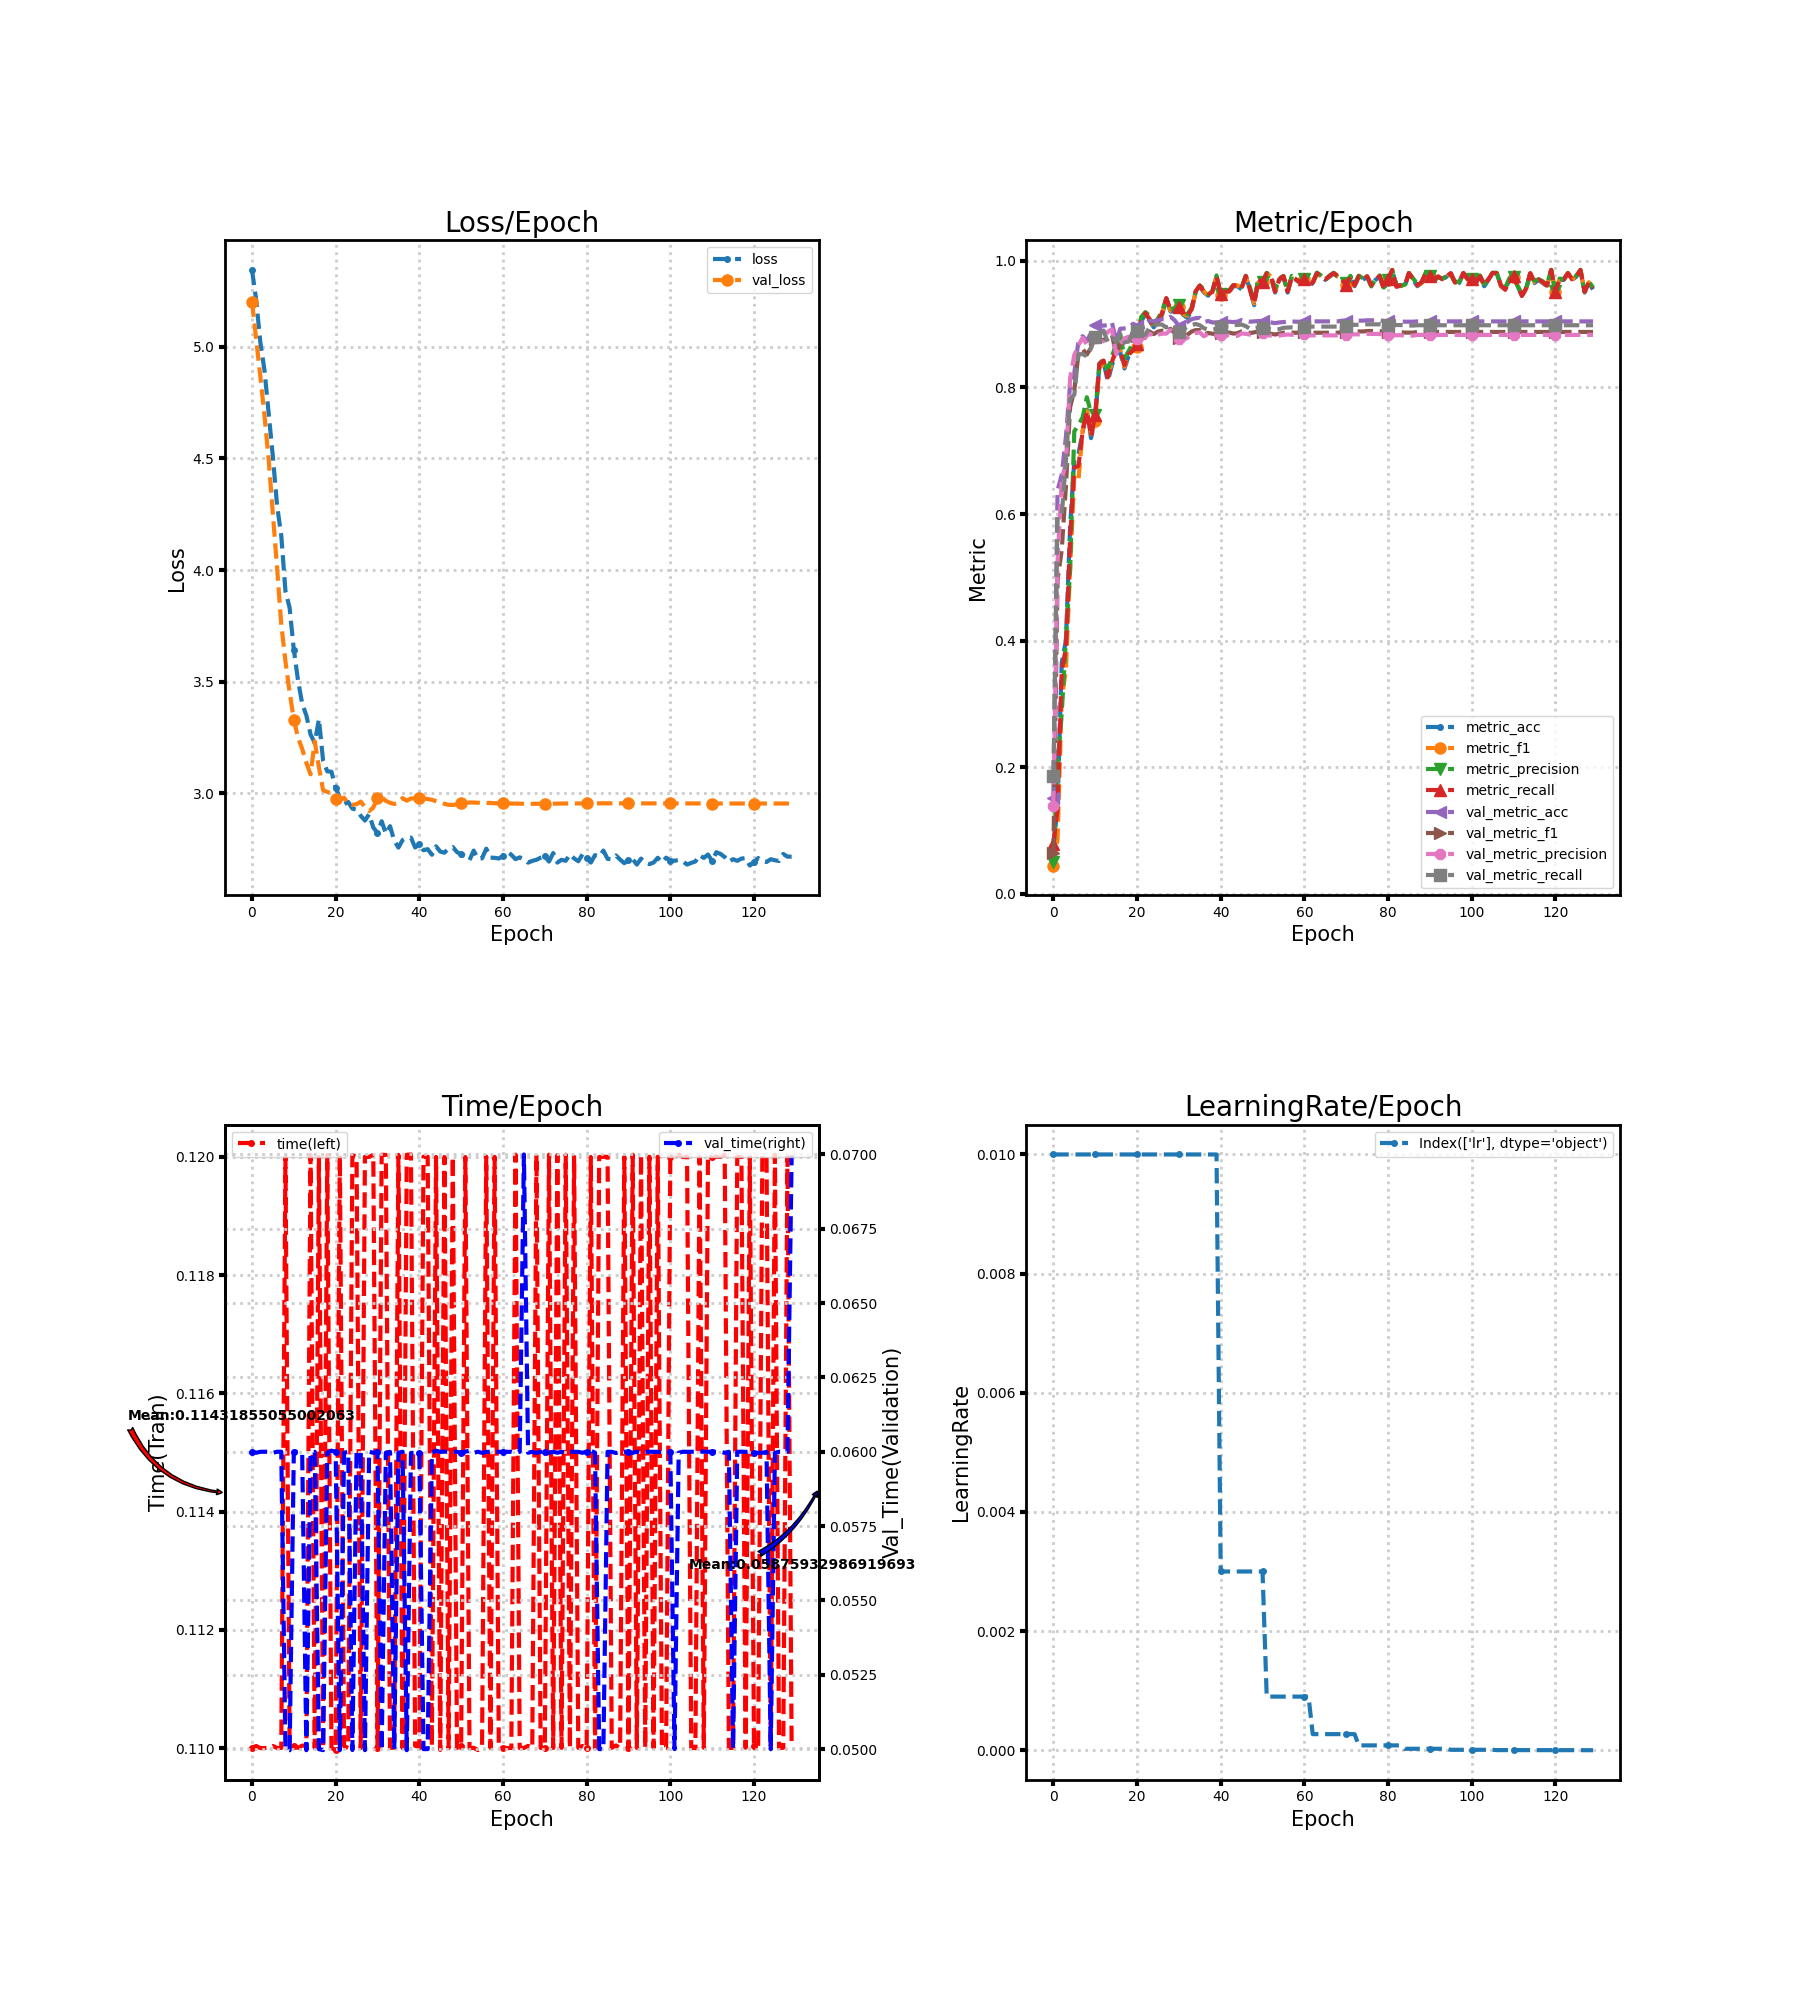 Loss/Epoch
loss
val_loss
5.0
4.5
4.0
3.5
3.0
Loss
0 20 40 60 80 100 120
Epoch
Metric/Epoch
1.0
0.8
0.6
0.4
0.2
0.0
Metric
metric_acc
metric_f1
metric_precision
metric_recall
val_metric_acc
val_metric_f1
val_metric_precision
val_metric_recall
0 20 40 60 80 100 120
Epoch
Time/Epoch
time(left)
val_time(right)
0.120
0.118
0.116
0.114
0.112
0.110
Time(Train)
Mean:0.11431855055002063
0.0700
0.0675
0.0650
0.0625
0.0600
0.0575
0.0550
0.0525
0.0500
Val_Time(Validation)
Mean:0.05875932986919693
0 20 40 60 80 100 120
Epoch
LearningRate/Epoch
Index(['lr'], dtype='object')
0.010
0.008
0.006
0.004
0.002
0.000
LearningRate
0 20 40 60 80 100 120
Epoch